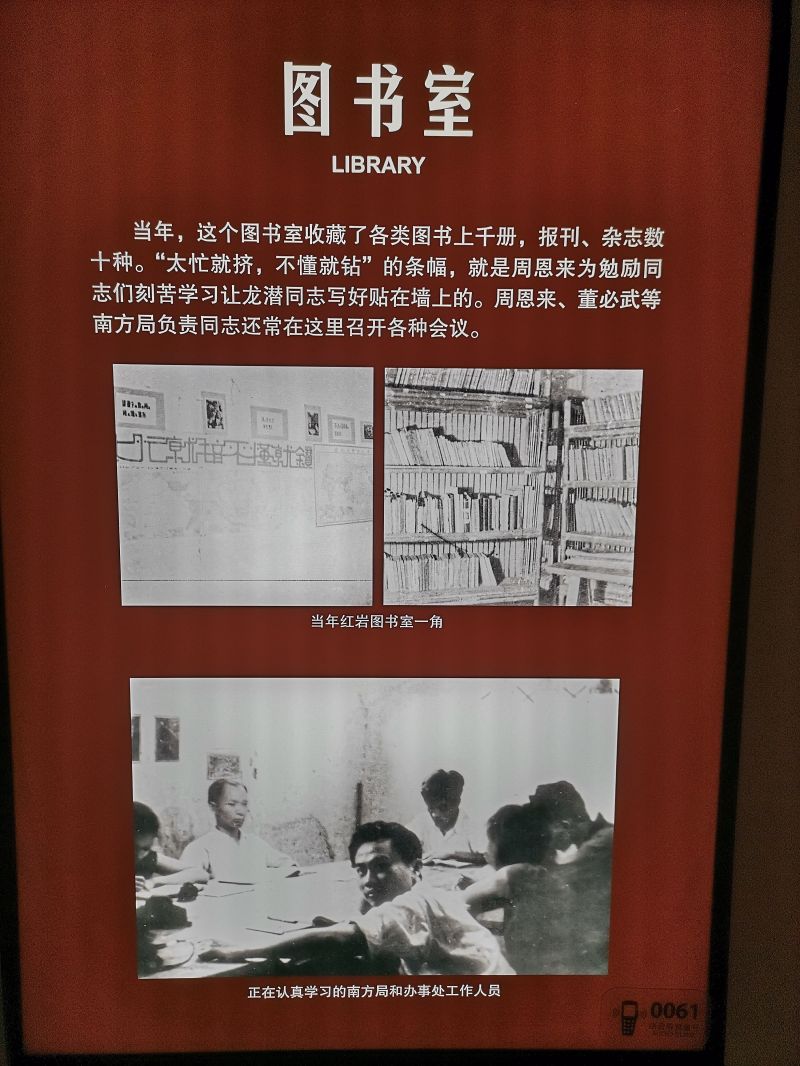 图书室
LIBRARY
当年，这个图书室收藏了各类图书上千册，报刊、杂志数
十种。“太忙就挤，不懂就钻”的条幅，就是周恩来为勉励同
志们刻苦学习让龙潜同志写好贴在墙上的。周恩来、董必武等
南方局负责同志还常在这里召开各种会议。
不懂就鑽
当年红岩图书室一角
正在认真学习的南方局和办事处工作人员
0061